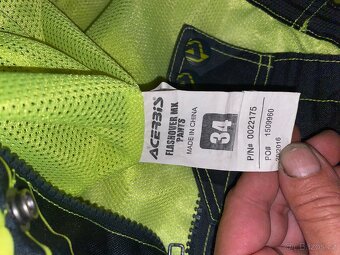 ACERBIS
FLASHOVER MX
PANTS
MADE IN CHINA
34
P/N# 0022175
PO# 1509960